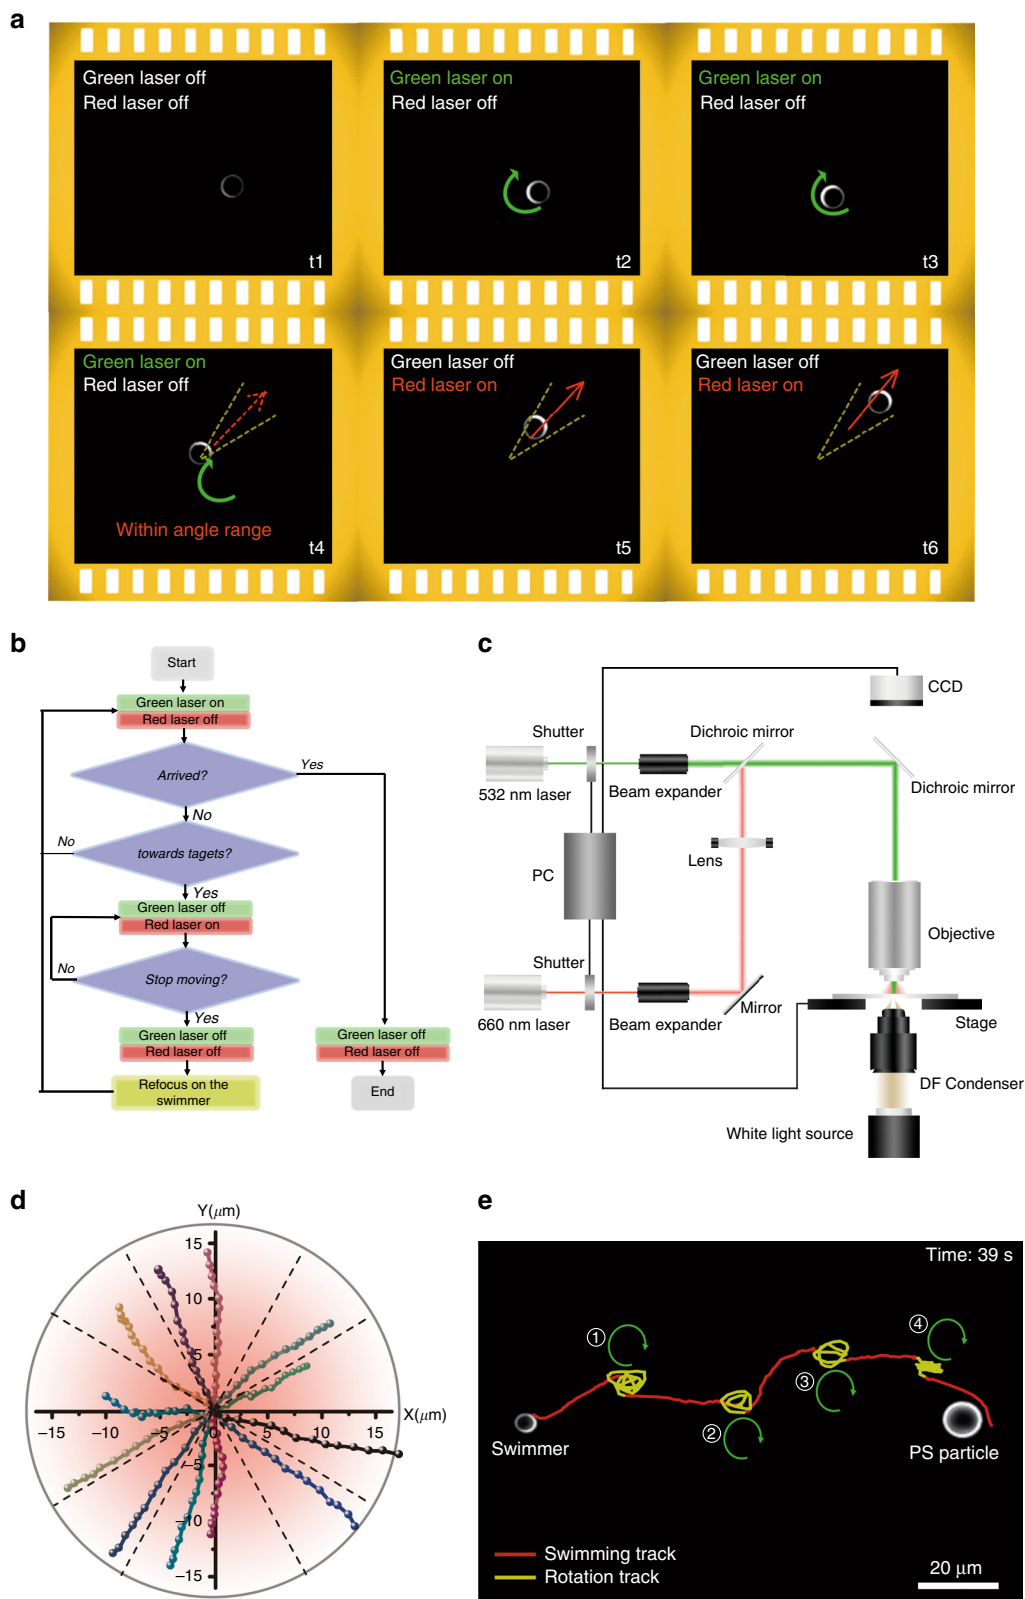 a
Green laser off
Red laser off
t1
Green laser on
Red laser off
t2
Green laser on
Red laser off
t3
Green laser on
Red laser off
Within angle range
t4
Green laser off
Red laser on
t5
Green laser off
Red laser on
t6
b
Start
Green laser on
Red laser off
Arrived?
Yes
No
No
towards tagets?
Yes
Green laser off
Red laser on
No
Stop moving?
Yes
Green laser off
Red laser off
Refocus on the
swimmer
Green laser off
Red laser off
End
c
CCD
Shutter
Dichroic mirror
532 nm laser
Beam expander
Dichroic mirror
PC
Lens
Objective
Shutter
660 nm laser
Beam expander
Mirror
Stage
DF Condenser
White light source
d
Y(μm)
15
10
5
X(μm)
−15
−10
−5
0
5
10
15
−5
−10
−15
e
Time: 39 s
①
④
③
②
Swimmer
PS particle
Swimming track
Rotation track
20 μm